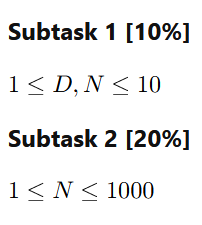 Subtask 1 [10%]
1 ≤ D, N ≤ 10
Subtask 2 [20%]
1 ≤ N ≤ 1000